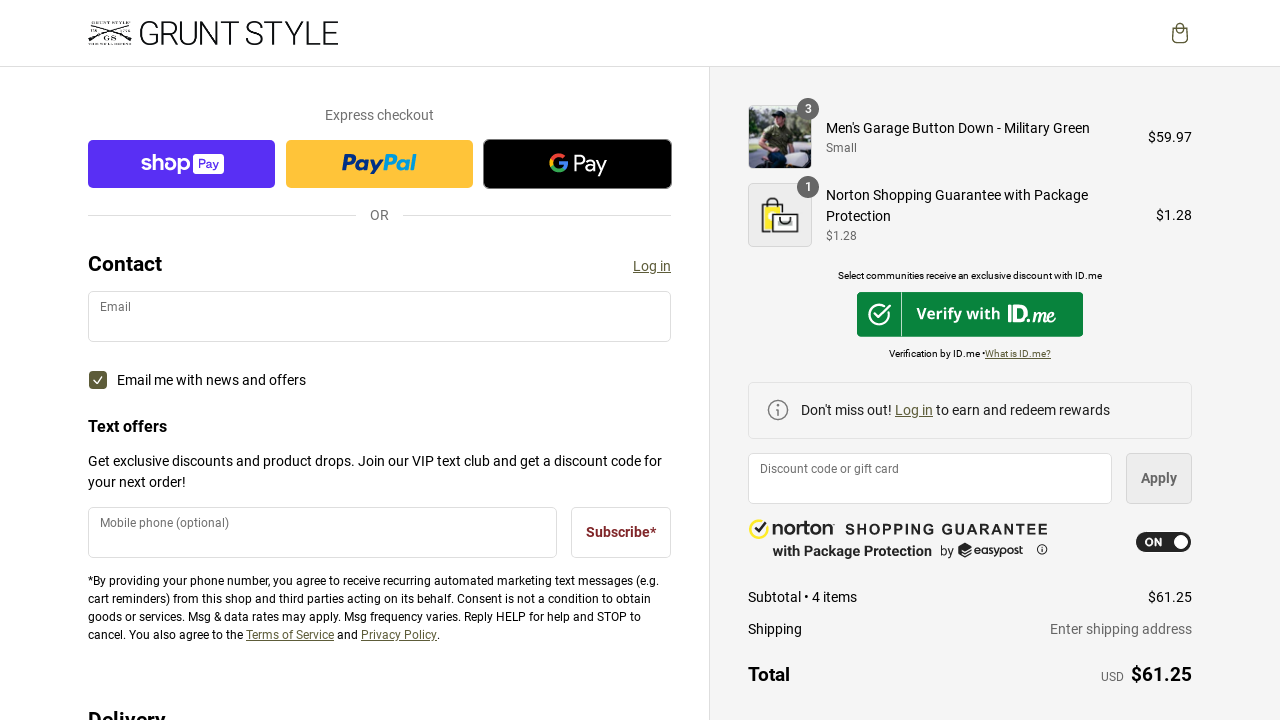 GRUNT STYLE
Express checkout
shop Pay
PayPal
G Pay
OR
Contact
Log in
Email
Email me with news and offers
Text offers
Get exclusive discounts and product drops. Join our VIP text club and get a discount code for
your next order!
Mobile phone (optional)
Subscribe*
*By providing your phone number, you agree to receive recurring automated marketing text messages (e.g.
cart reminders) from this shop and third parties acting on its behalf. Consent is not a condition to obtain
goods or services. Msg & data rates may apply. Msg frequency varies. Reply HELP for help and STOP to
cancel. You also agree to the Terms of Service and Privacy Policy.
Delivery
3
Men's Garage Button Down - Military Green
Small
$59.97
1
Norton Shopping Guarantee with Package
Protection
$1.28
$1.28
Select communities receive an exclusive discount with ID.me
Verify with ID.me
Verification by ID.me •What is ID.me?
Don't miss out! Log in to earn and redeem rewards
Discount code or gift card
Apply
norton SHOPPING GUARANTEE
with Package Protection by easypost
ON
Subtotal • 4 items
$61.25
Shipping
Enter shipping address
Total
USD $61.25